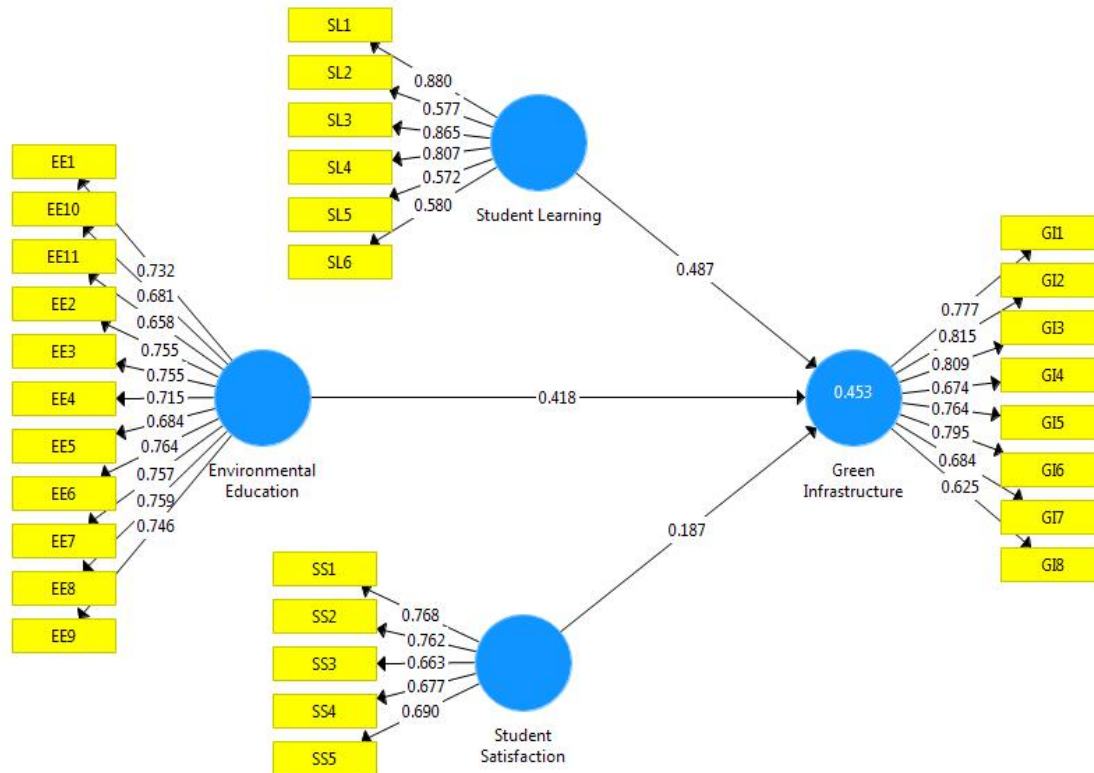 SL1
SL2
SL3
SL4
SL5
SL6
0.880
0.577
0.865
0.807
0.572
0.580
Student Learning
EE1
EE10
EE11
EE2
EE3
EE4
EE5
EE6
EE7
EE8
EE9
0.732
0.681
0.658
0.755
0.755
0.715
0.684
0.764
0.757
0.759
0.746
Environmental
Education
0.487
0.418
0.187
0.453
Green
Infrastructure
0.777
0.815
0.809
0.674
0.764
0.795
0.684
0.625
GI1
GI2
GI3
GI4
GI5
GI6
GI7
GI8
SS1
SS2
SS3
SS4
SS5
0.768
0.762
0.663
0.677
0.690
Student
Satisfaction